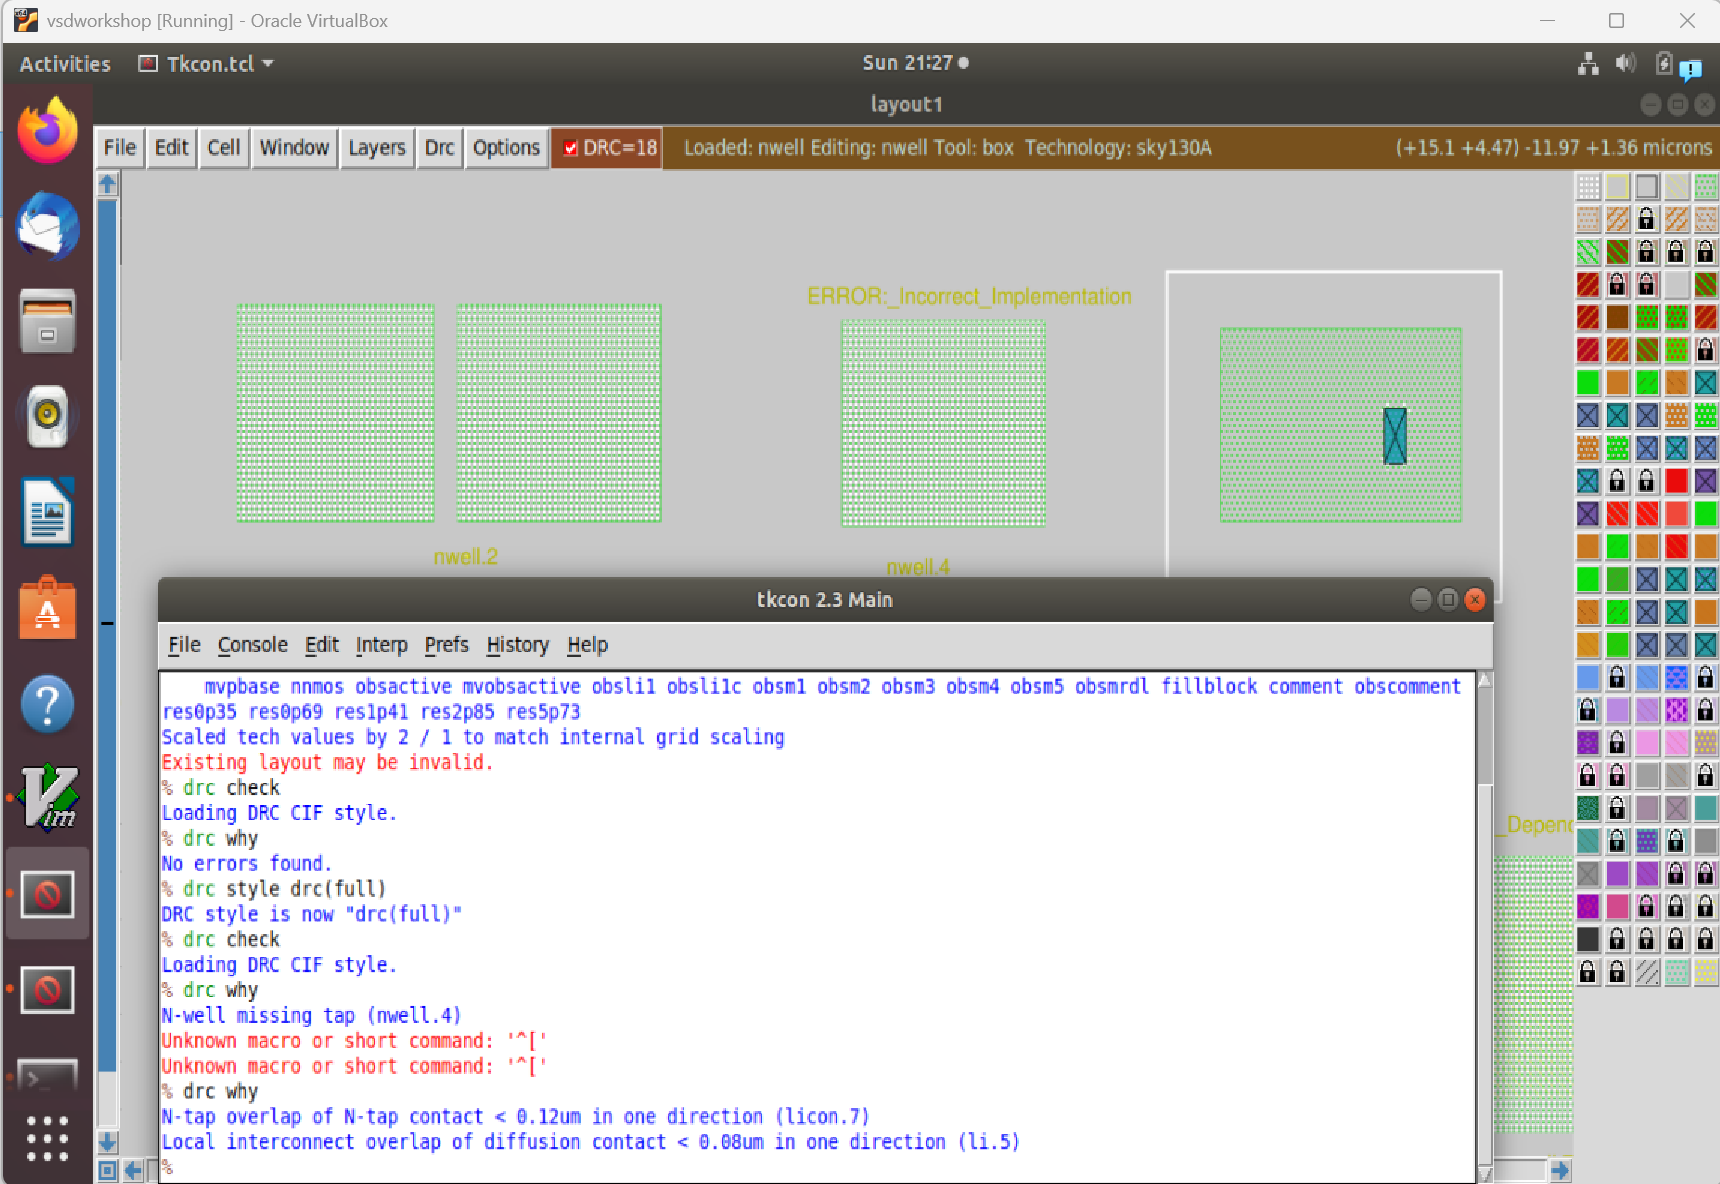 vsdworkshop [Running] - Oracle VirtualBox
Activities Tkcon.tcl Sun 21:27
layout1
File Edit Cell Window Layers Drc Options DRC=18 Loaded: nwell Editing: nwell Tool: box Technology: sky130A (+15.1 +4.47) -11.97 +1.36 microns
ERROR:_Incorrect_Implementation
nwell.2
nwell.4
tkcon 2.3 Main
File Console Edit Interp Prefs History Help
mvpbase nnmos obsactive mvobsactive obsli1 obsli1c obsm1 obsm2 obsm3 obsm4 obsm5 obsmrdl fillblock comment obscomment
res0p35 res0p69 res1p41 res2p85 res5p73
Scaled tech values by 2 / 1 to match internal grid scaling
Existing layout may be invalid.
% drc check
Loading DRC CIF style.
% drc why
No errors found.
% drc style drc(full)
DRC style is now "drc(full)"
% drc check
Loading DRC CIF style.
% drc why
N-well missing tap (nwell.4)
Unknown macro or short command: '^['
Unknown macro or short command: '^['
% drc why
N-tap overlap of N-tap contact < 0.12um in one direction (licon.7)
Local interconnect overlap of diffusion contact < 0.08um in one direction (li.5)
%
_Depend
Vim